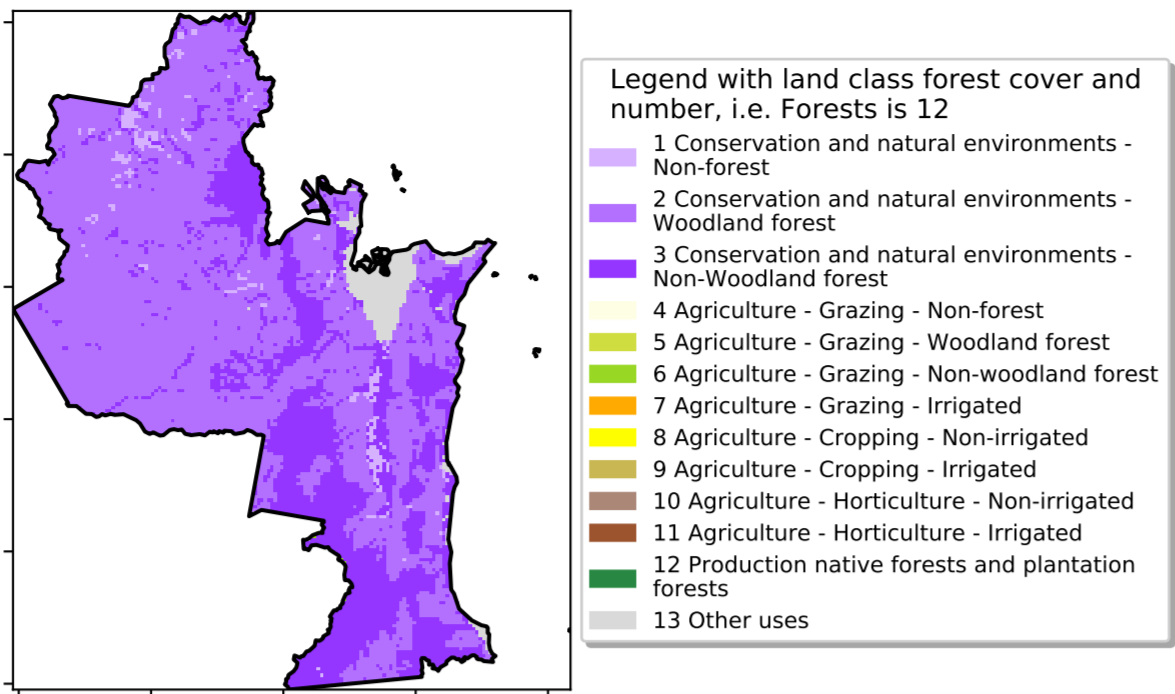 Legend with land class forest cover and
number, i.e. Forests is 12
1 Conservation and natural environments -
Non-forest
2 Conservation and natural environments -
Woodland forest
3 Conservation and natural environments -
Non-Woodland forest
4 Agriculture - Grazing - Non-forest
5 Agriculture - Grazing - Woodland forest
6 Agriculture - Grazing - Non-woodland forest
7 Agriculture - Grazing - Irrigated
8 Agriculture - Cropping - Non-irrigated
9 Agriculture - Cropping - Irrigated
10 Agriculture - Horticulture - Non-irrigated
11 Agriculture - Horticulture - Irrigated
12 Production native forests and plantation
forests
13 Other uses